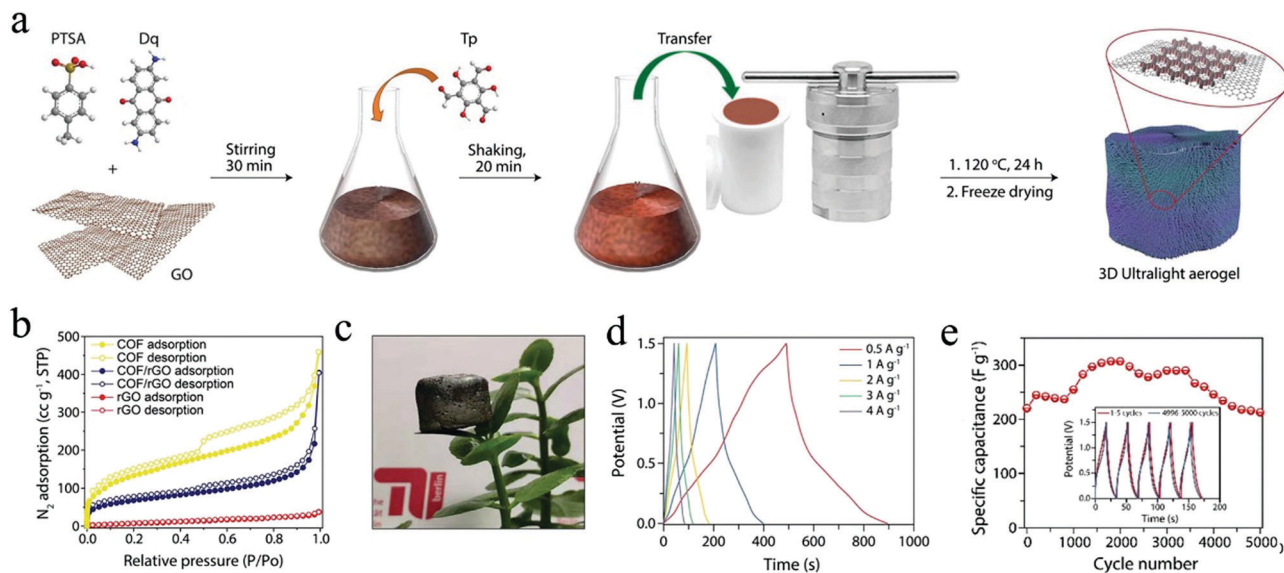 a
PTSA
Dq
+
GO
Stirring
30 min
Tp
Shaking,
20 min
Transfer
1. 120 °C, 24 h
2. Freeze drying
3D Ultralight aerogel
b
N2 adsorption (cc g-1, STP)
500
400
300
200
100
0
COF adsorption
COF desorption
COF/rGO adsorption
COF/rGO desorption
rGO adsorption
rGO desorption
0.0 0.2 0.4 0.6 0.8 1.0
Relative pressure (P/Po)
c
berlin
d
Potential (V)
1.5
1.0
0.5
0.0
0.5 A g-1
1 A g-1
2 A g-1
3 A g-1
4 A g-1
0 200 400 600 800 1000
Time (s)
e
Specific capacitance (F g-1)
300
200
100
0
1-5 cycles
4996-5000 cycles
Potential (V)
1.5
1.0
0.5
0.0
0 50 100 150 200
Time (s)
0 1000 2000 3000 4000 5000
Cycle number